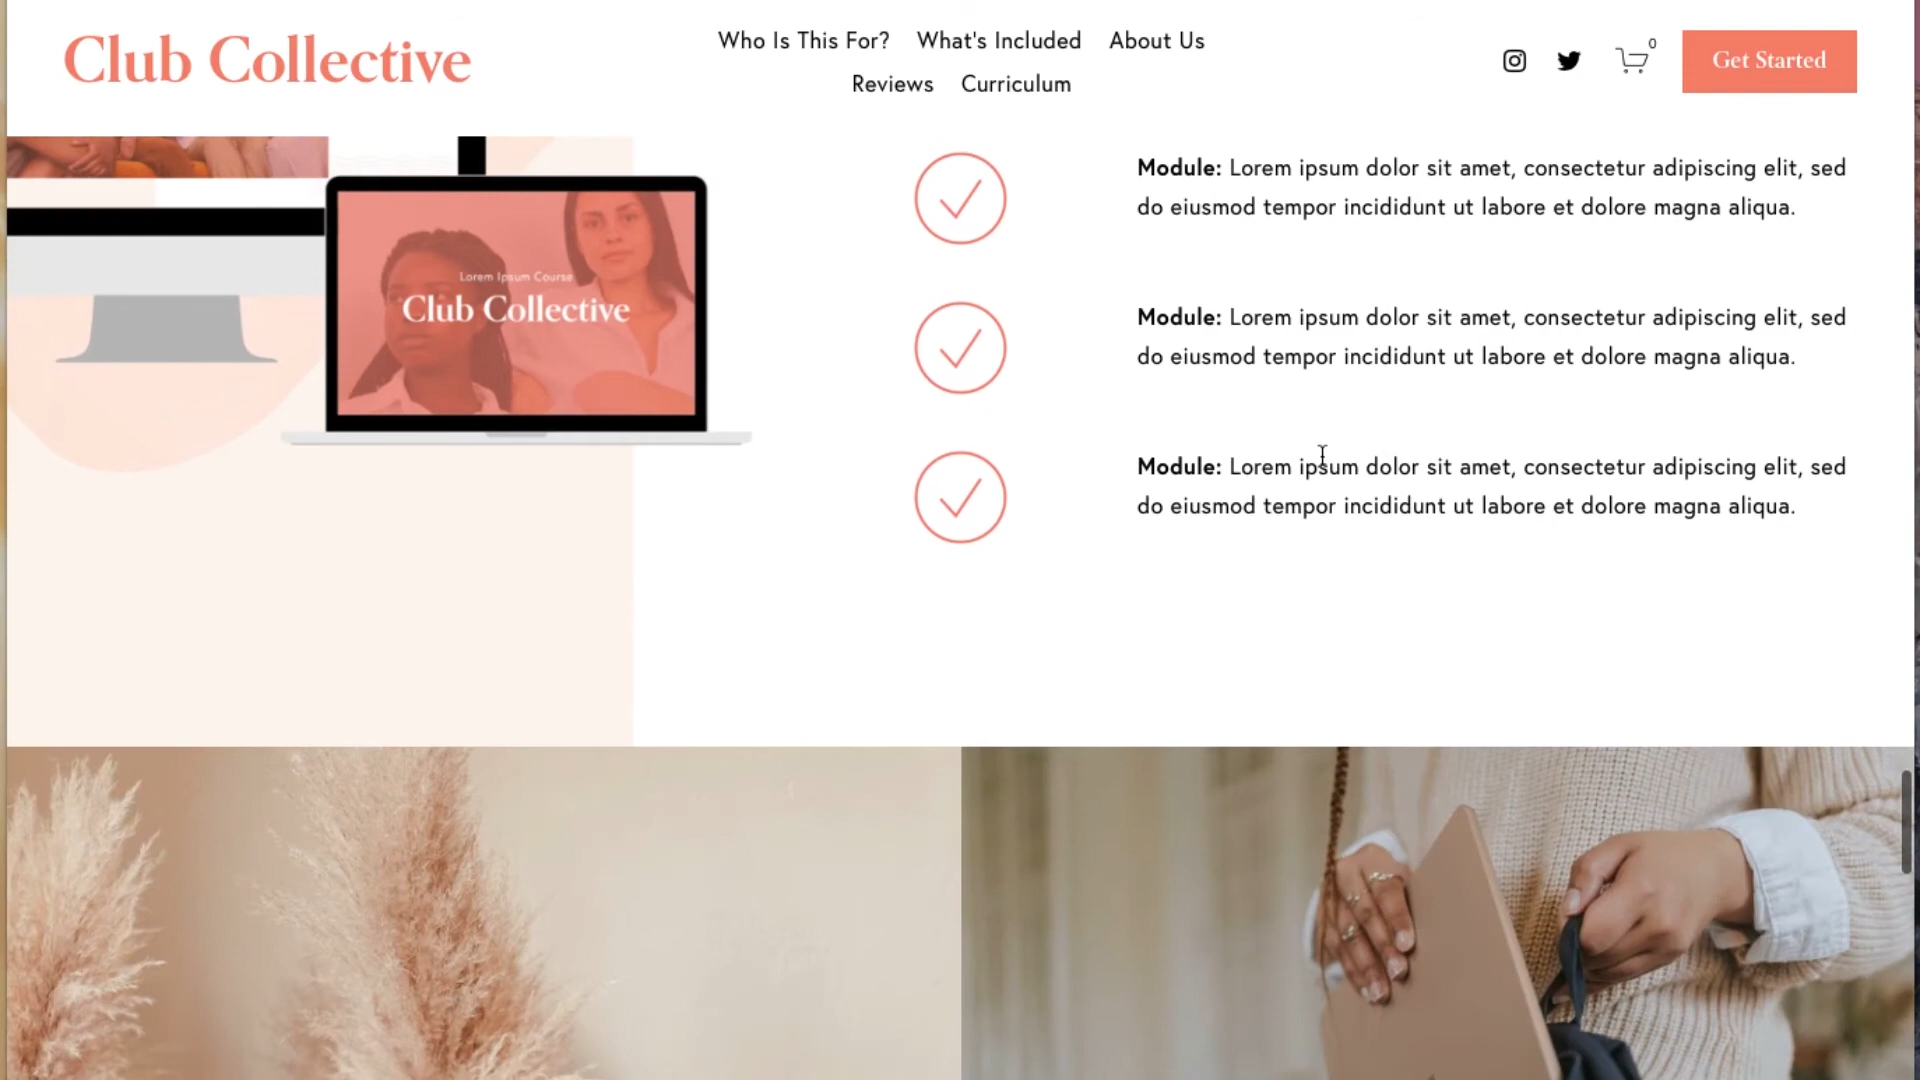 Club Collective
Who Is This For? What's Included About Us
Reviews Curriculum
0
Get Started
Module: Lorem ipsum dolor sit amet, consectetur adipiscing elit, sed
do eiusmod tempor incididunt ut labore et dolore magna aliqua.
Lorem Ipsum Course
Club Collective
Module: Lorem ipsum dolor sit amet, consectetur adipiscing elit, sed
do eiusmod tempor incididunt ut labore et dolore magna aliqua.
Module: Lorem ipsum dolor sit amet, consectetur adipiscing elit, sed
do eiusmod tempor incididunt ut labore et dolore magna aliqua.